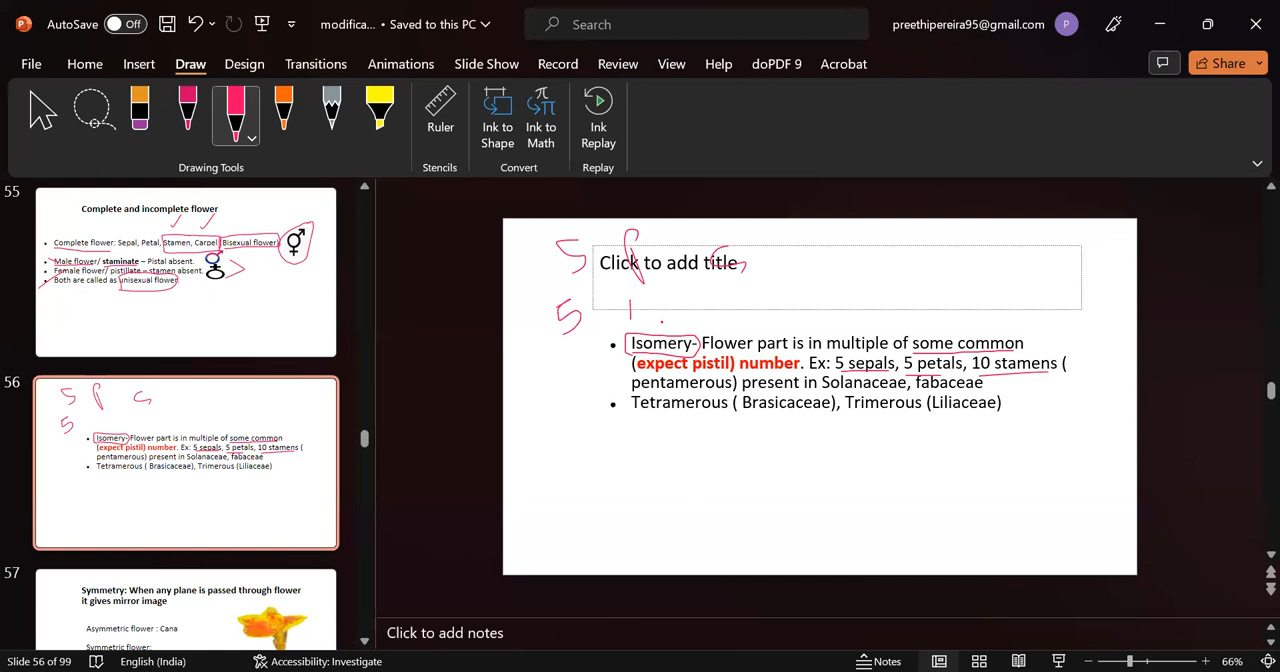 AutoSave Off modifica... • Saved to this PC Search preethipereira95@gmail.com P
File Home Insert Draw Design Transitions Animations Slide Show Record Review View Help doPDF 9 Acrobat Share
Ruler Ink to Shape Ink to Math Ink Replay
Drawing Tools Stencils Convert Replay
55
Complete and incomplete flower
Complete flower: Sepal, Petal, Stamen, Carpel (Bisexual flower)
Male flower/ staminate – Pistal absent.
Female flower/ pistillate – stamen absent.
Both are called as unisexual flower.
56
S P G
5
Isomery- Flower part is in multiple of some common
(expect pistil) number. Ex: 5 sepals, 5 petals, 10 stamens (
pentamerous) present in Solanaceae, fabaceae
Tetramerous ( Brasicaceae), Trimerous (Liliaceae)
57
Symmetry: When any plane is passed through flower
it gives mirror image
Asymmetric flower : Cana
Symmetric flower:
S P G
Click to add title
5 1
• Isomery- Flower part is in multiple of some common
(expect pistil) number. Ex: 5 sepals, 5 petals, 10 stamens (
pentamerous) present in Solanaceae, fabaceae
• Tetramerous ( Brasicaceae), Trimerous (Liliaceae)
Click to add notes
Slide 56 of 99 English (India) Accessibility: Investigate Notes 66%